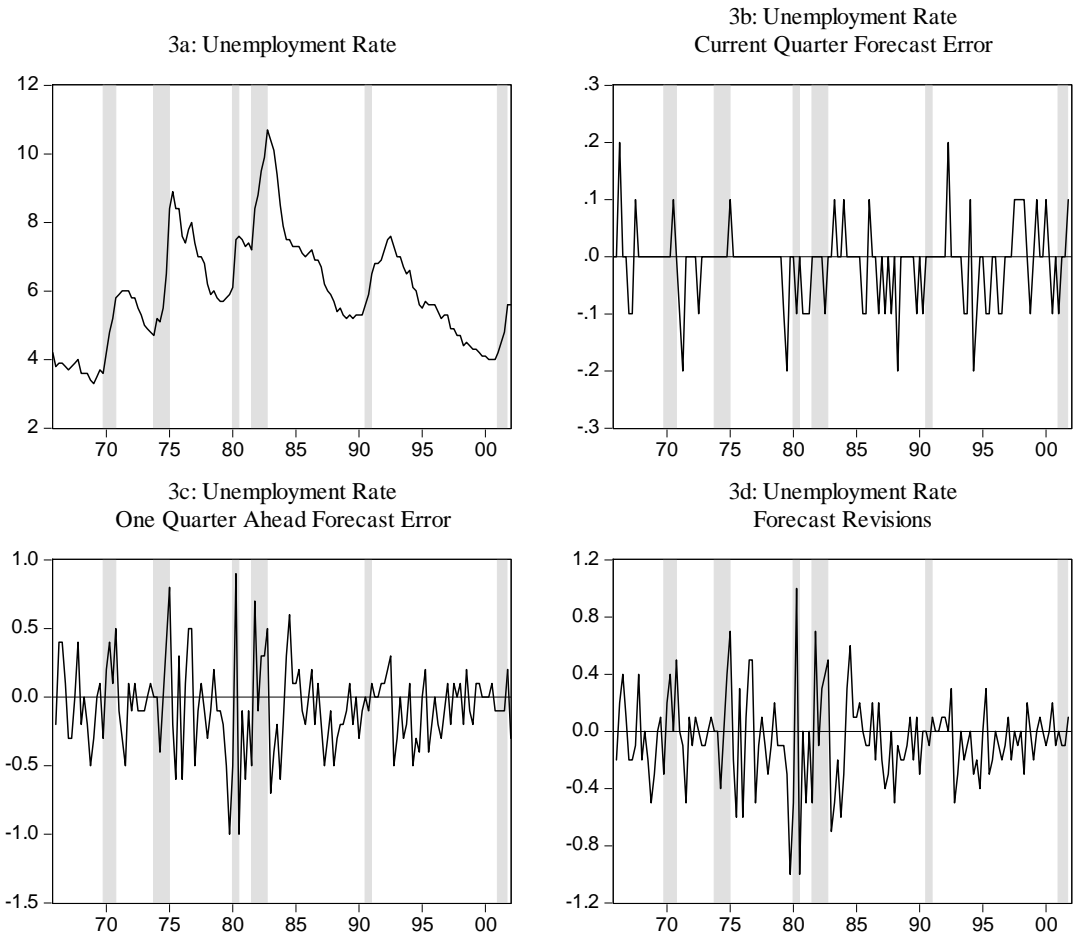 3a: Unemployment Rate
12
10
8
6
4
2
70 75 80 85 90 95 00
3b: Unemployment Rate
Current Quarter Forecast Error
.3
.2
.1
.0
-.1
-.2
-.3
70 75 80 85 90 95 00
3c: Unemployment Rate
One Quarter Ahead Forecast Error
1.0
0.5
0.0
-0.5
-1.0
-1.5
70 75 80 85 90 95 00
3d: Unemployment Rate
Forecast Revisions
1.2
0.8
0.4
0.0
-0.4
-0.8
-1.2
70 75 80 85 90 95 00